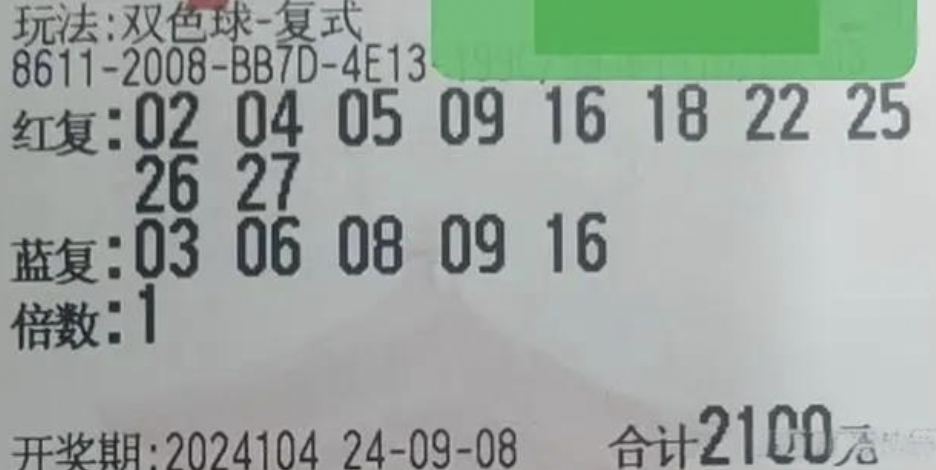 玩法:双色球-复式
8611-2008-BB7D-4E13
红复:02 04 05 09 16 18 22 25
26 27
蓝复:03 06 08 09 16
倍数:1
开奖期:2024104 24-09-08 合计2100元